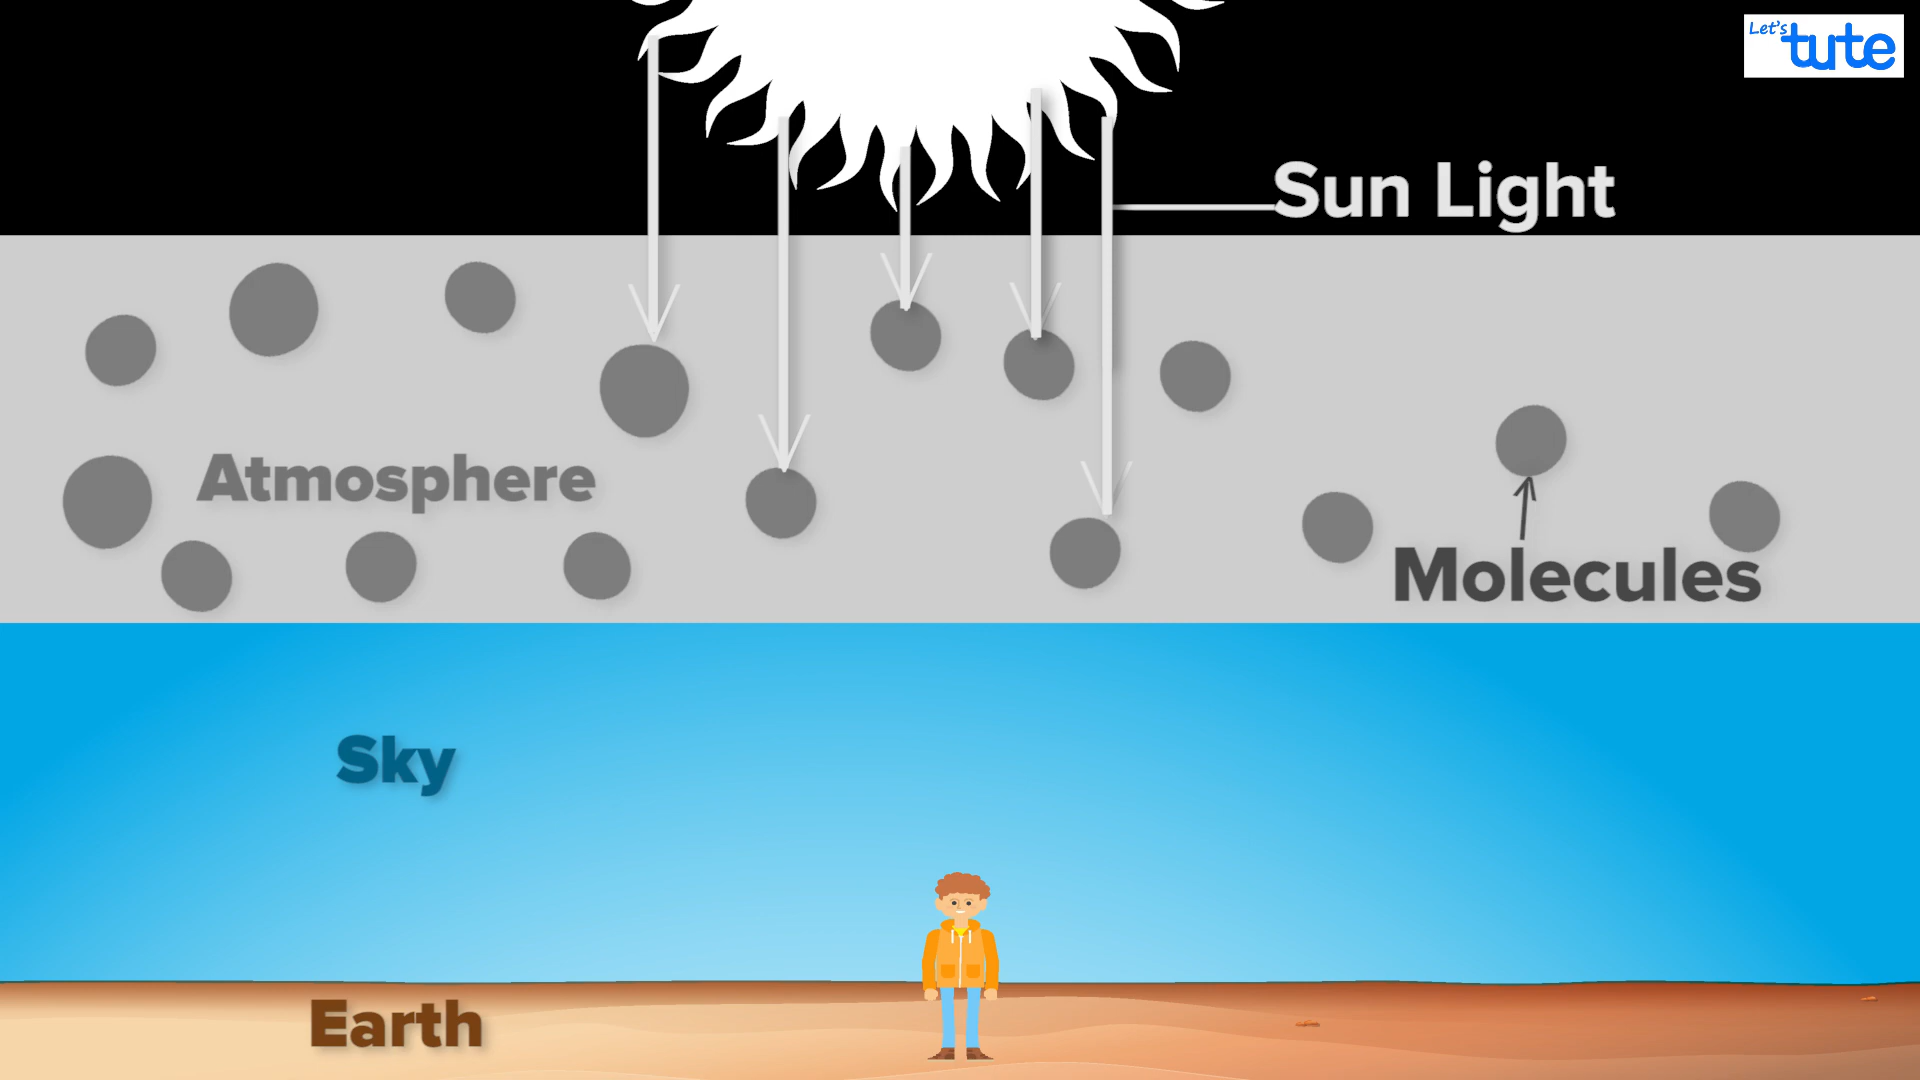 Let's
tute
Sun Light
Atmosphere
Molecules
Sky
Earth